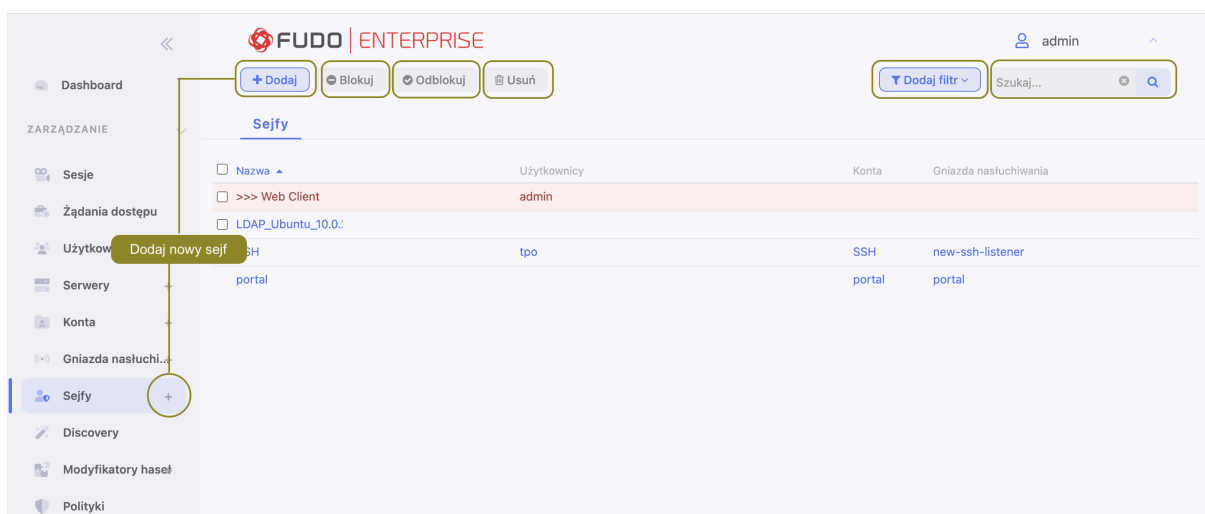 FUDO | ENTERPRISE
admin
+ Dodaj
Blokuj
Odblokuj
Usuń
Dodaj filtr
Szukaj...
Dashboard
ZARZĄDZANIE
Sejfy
Sesje
Nazwa Użytkownicy Konta Gniazda nasłuchiwania
>>> Web Client admin
Żądania dostępu
LDAP_Ubuntu_10.0.
Dodaj nowy sejf
tpo SSH new-ssh-listener
Serwery +
portal portal portal
Konta +
Gniazda nasłuchi..
Sejfy +
Discovery
Modyfikatory haseł
Polityki